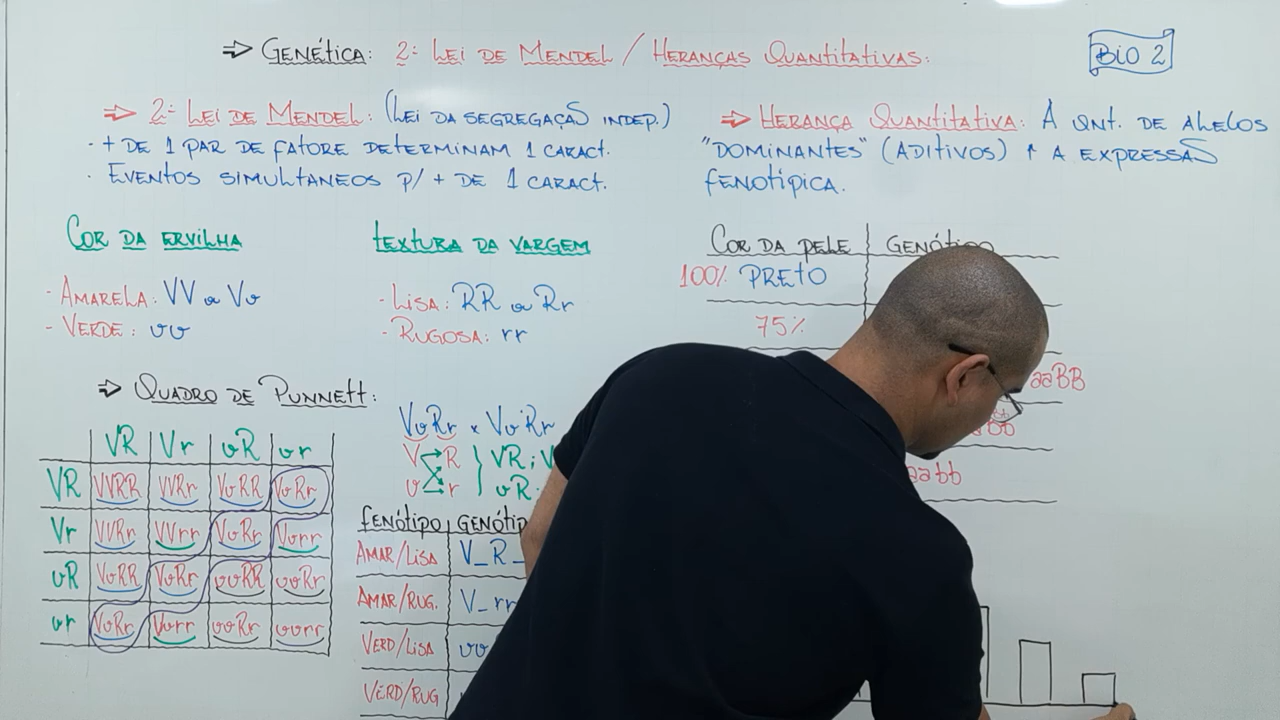 ⇒ GENÉTICA: 2ª LEI DE MENDEL / HERANÇAS QUANTITATIVAS:
BIO 2
⇒ 2ª LEI DE MENDEL: (LEI DA SEGREGAÇÃO INDEP.)
· + DE 1 PAR DE FATORE DETERMINAM 1 CARACT.
· EVENTOS SIMULTANEOS P/ + DE 1 CARACT.
⇒ HERANÇA QUANTITATIVA: A QNT. DE ALELOS
"DOMINANTES" (ADITIVOS) ↑ A EXPRESSÃO
FENOTÍPICA.
COR DA ERVILHA
- AMARELA: VV ou Vv
- VERDE: vv
TEXTURA DA VARGEM
- LISA: RR ou Rr
- RUGOSA: rr
⇒ QUADRO DE PUNNETT:
VR Vr vR vr
VR VVRR VVRr VvRR VvRr
Vr VVRr VVrr VvRr Vvrr
vR VvRR VvRr vvRR vvRr
vr VvRr Vvrr vvRr vvrr
VvRr x VvRr
V R } VR; V
v r } vR.
FENÓTIPO GENÓTIP
AMAR/LISA V_R_
AMAR/RUG. V_rr
VERD/LISA vv
VERD/RUG
COR DA PELE GENÓTIPO
100% PRETO
75%
aaBB
Bb
aabb